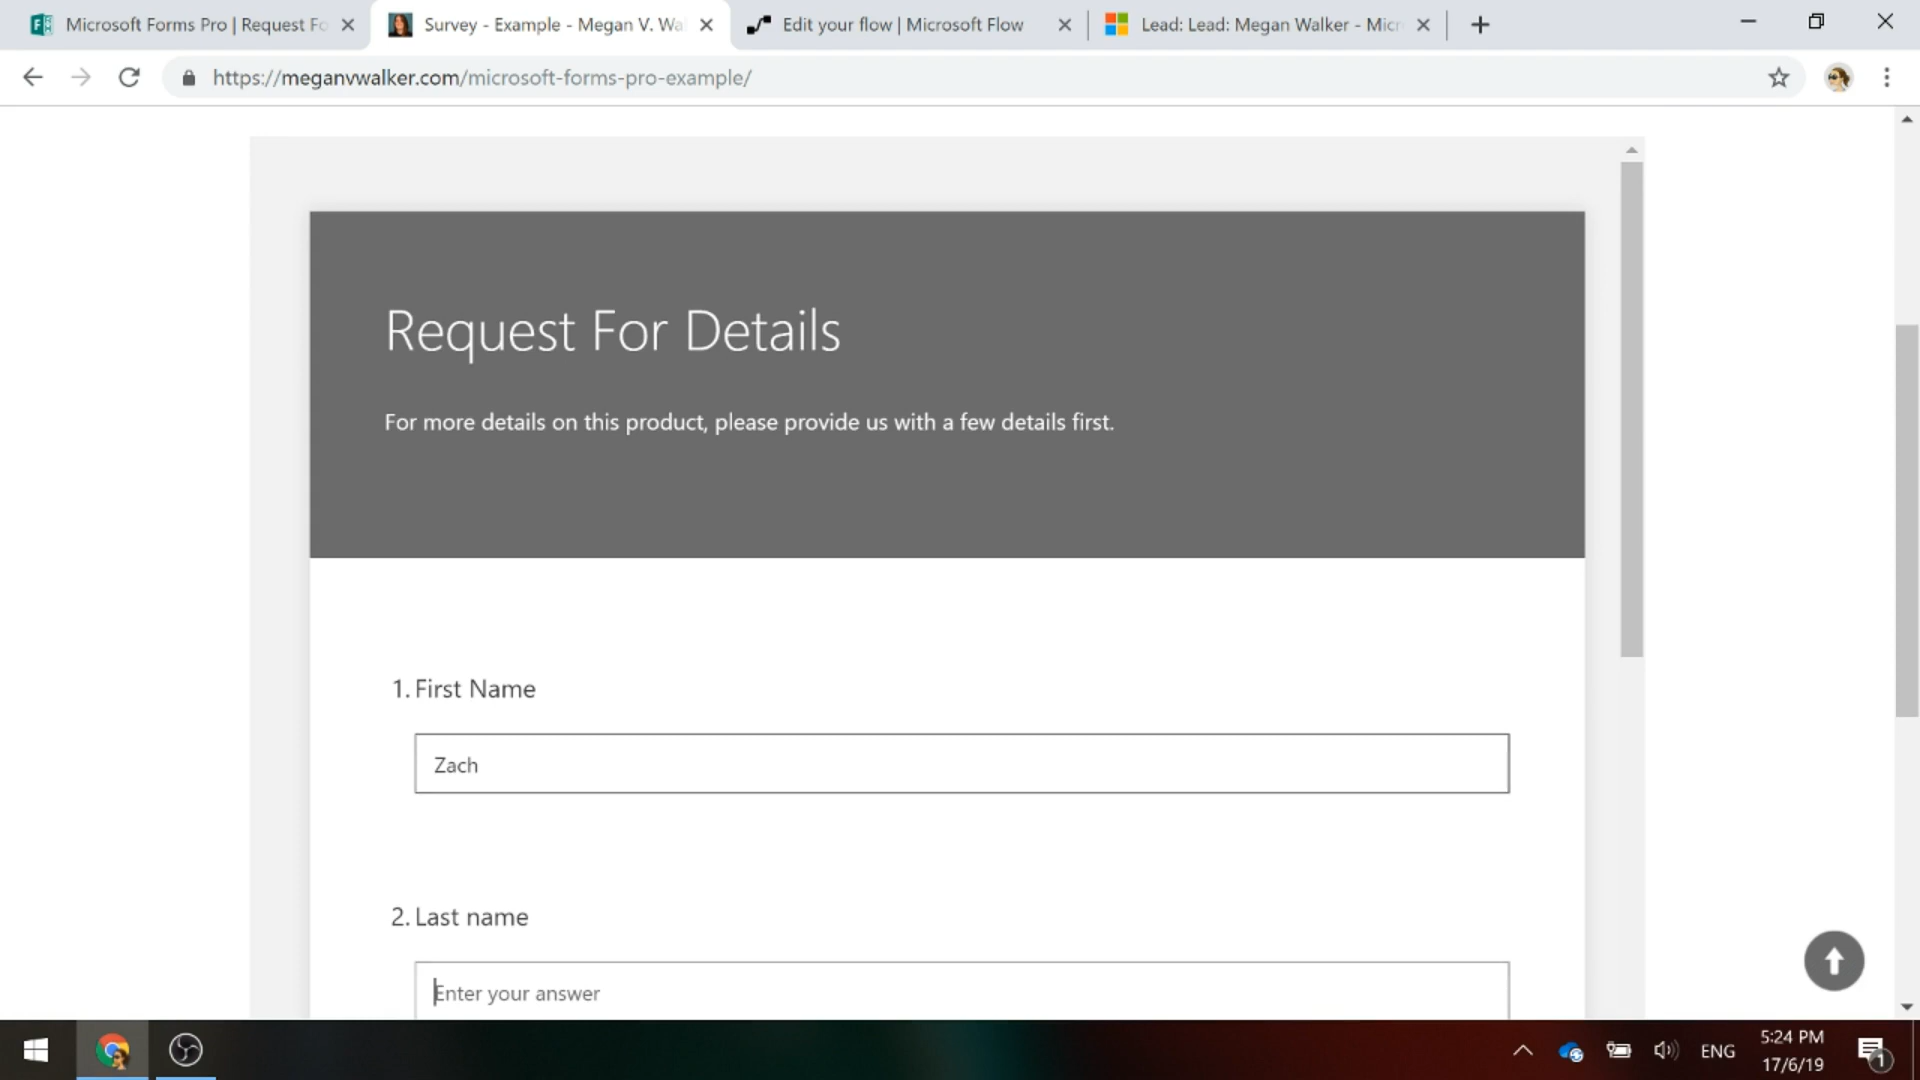 Microsoft Forms Pro | Request Fo
Survey - Example - Megan V. Wa
Edit your flow | Microsoft Flow
Lead: Lead: Megan Walker - Micr
https://meganvwalker.com/microsoft-forms-pro-example/
Request For Details
For more details on this product, please provide us with a few details first.
1. First Name
Zach
2. Last name
Enter your answer
ENG
5:24 PM
17/6/19
1